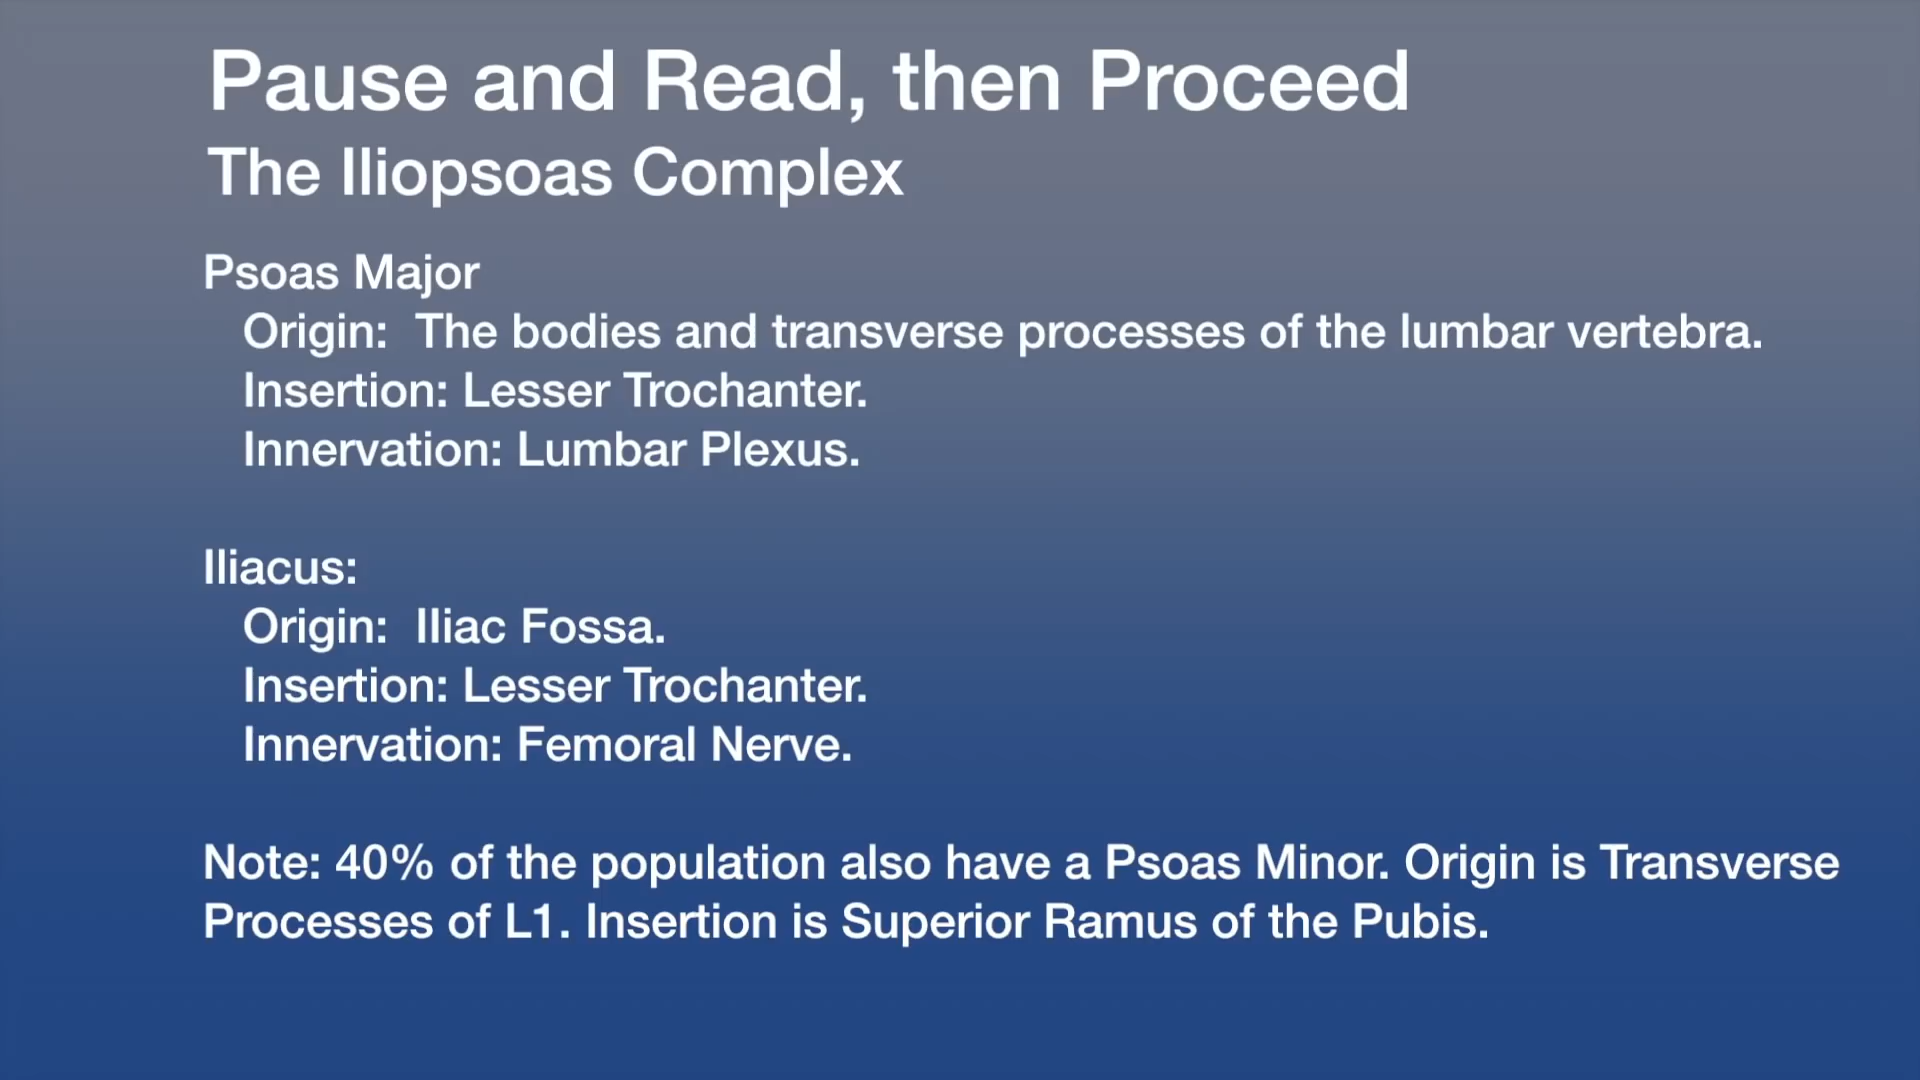 Pause and Read, then Proceed
The Iliopsoas Complex
Psoas Major
Origin: The bodies and transverse processes of the lumbar vertebra.
Insertion: Lesser Trochanter.
Innervation: Lumbar Plexus.
Iliacus:
Origin: Iliac Fossa.
Insertion: Lesser Trochanter.
Innervation: Femoral Nerve.
Note: 40% of the population also have a Psoas Minor. Origin is Transverse
Processes of L1. Insertion is Superior Ramus of the Pubis.